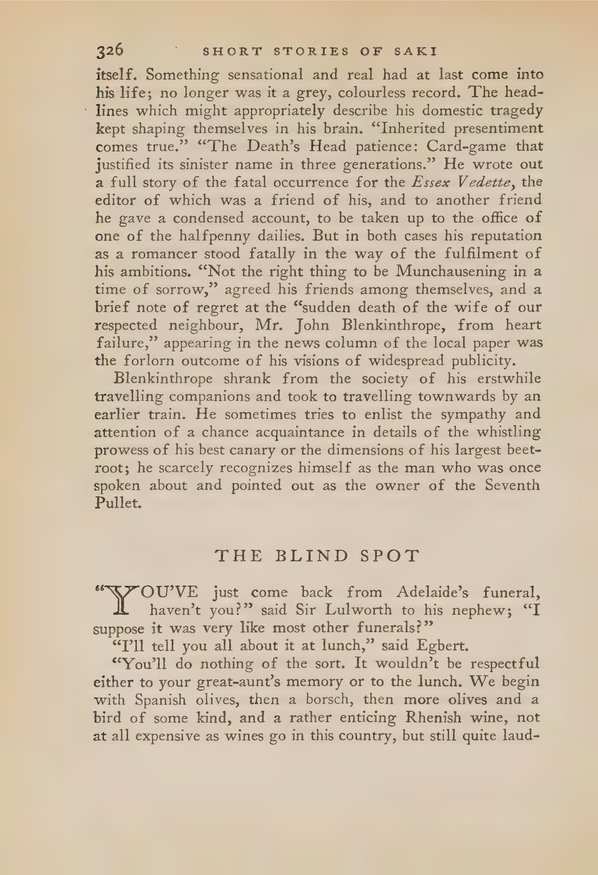 326 SHORT STORIES OF SAKI
itself. Something sensational and real had at last come into
his life; no longer was it a grey, colourless record. The head-
lines which might appropriately describe his domestic tragedy
kept shaping themselves in his brain. “Inherited presentiment
comes true.” “The Death’s Head patience: Card-game that
justified its sinister name in three generations.” He wrote out
a full story of the fatal occurrence for the Essex Vedette, the
editor of which was a friend of his, and to another friend
he gave a condensed account, to be taken up to the office of
one of the halfpenny dailies. But in both cases his reputation
as a romancer stood fatally in the way of the fulfilment of
his ambitions. “Not the right thing to be Munchausening in a
time of sorrow,” agreed his friends among themselves, and a
brief note of regret at the “sudden death of the wife of our
respected neighbour, Mr. John Blenkinthrope, from heart
failure,” appearing in the news column of the local paper was
the forlorn outcome of his visions of widespread publicity.
Blenkinthrope shrank from the society of his erstwhile
travelling companions and took to travelling townwards by an
earlier train. He sometimes tries to enlist the sympathy and
attention of a chance acquaintance in details of the whistling
prowess of his best canary or the dimensions of his largest beet-
root; he scarcely recognizes himself as the man who was once
spoken about and pointed out as the owner of the Seventh
Pullet.
THE BLIND SPOT
“YOU’VE just come back from Adelaide’s funeral,
haven’t you?” said Sir Lulworth to his nephew; “I
suppose it was very like most other funerals?”
“I’ll tell you all about it at lunch,” said Egbert.
“You’ll do nothing of the sort. It wouldn’t be respectful
either to your great-aunt’s memory or to the lunch. We begin
with Spanish olives, then a borsch, then more olives and a
bird of some kind, and a rather enticing Rhenish wine, not
at all expensive as wines go in this country, but still quite laud-